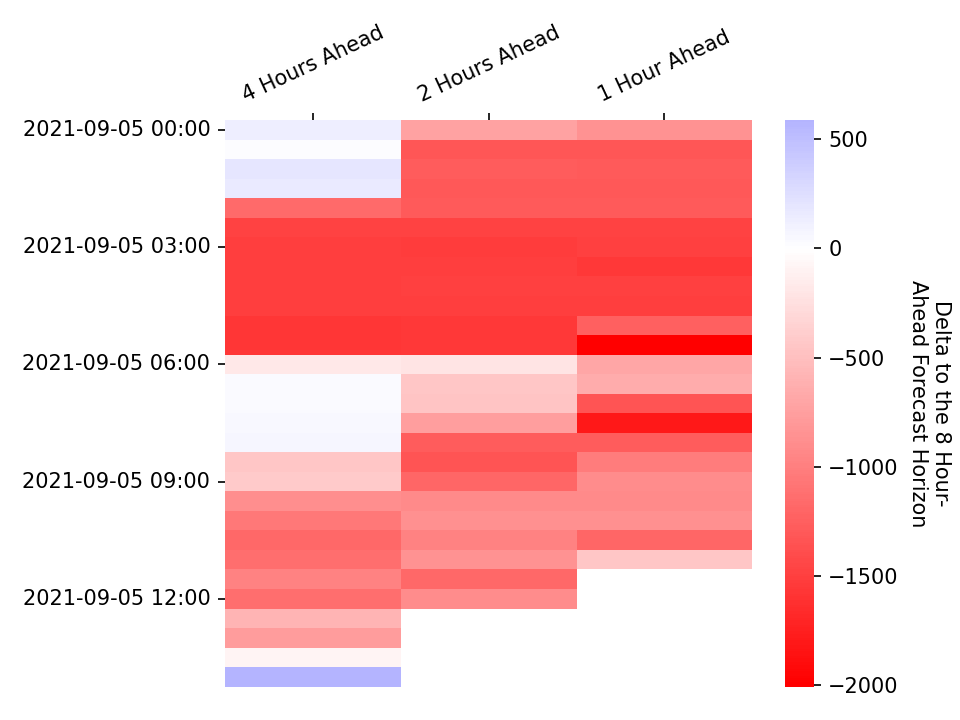 4 Hours Ahead
2 Hours Ahead
1 Hour Ahead
2021-09-05 00:00
2021-09-05 03:00
2021-09-05 06:00
2021-09-05 09:00
2021-09-05 12:00
500
0
−500
−1000
−1500
−2000
Delta to the 8 Hour-
Ahead Forecast Horizon